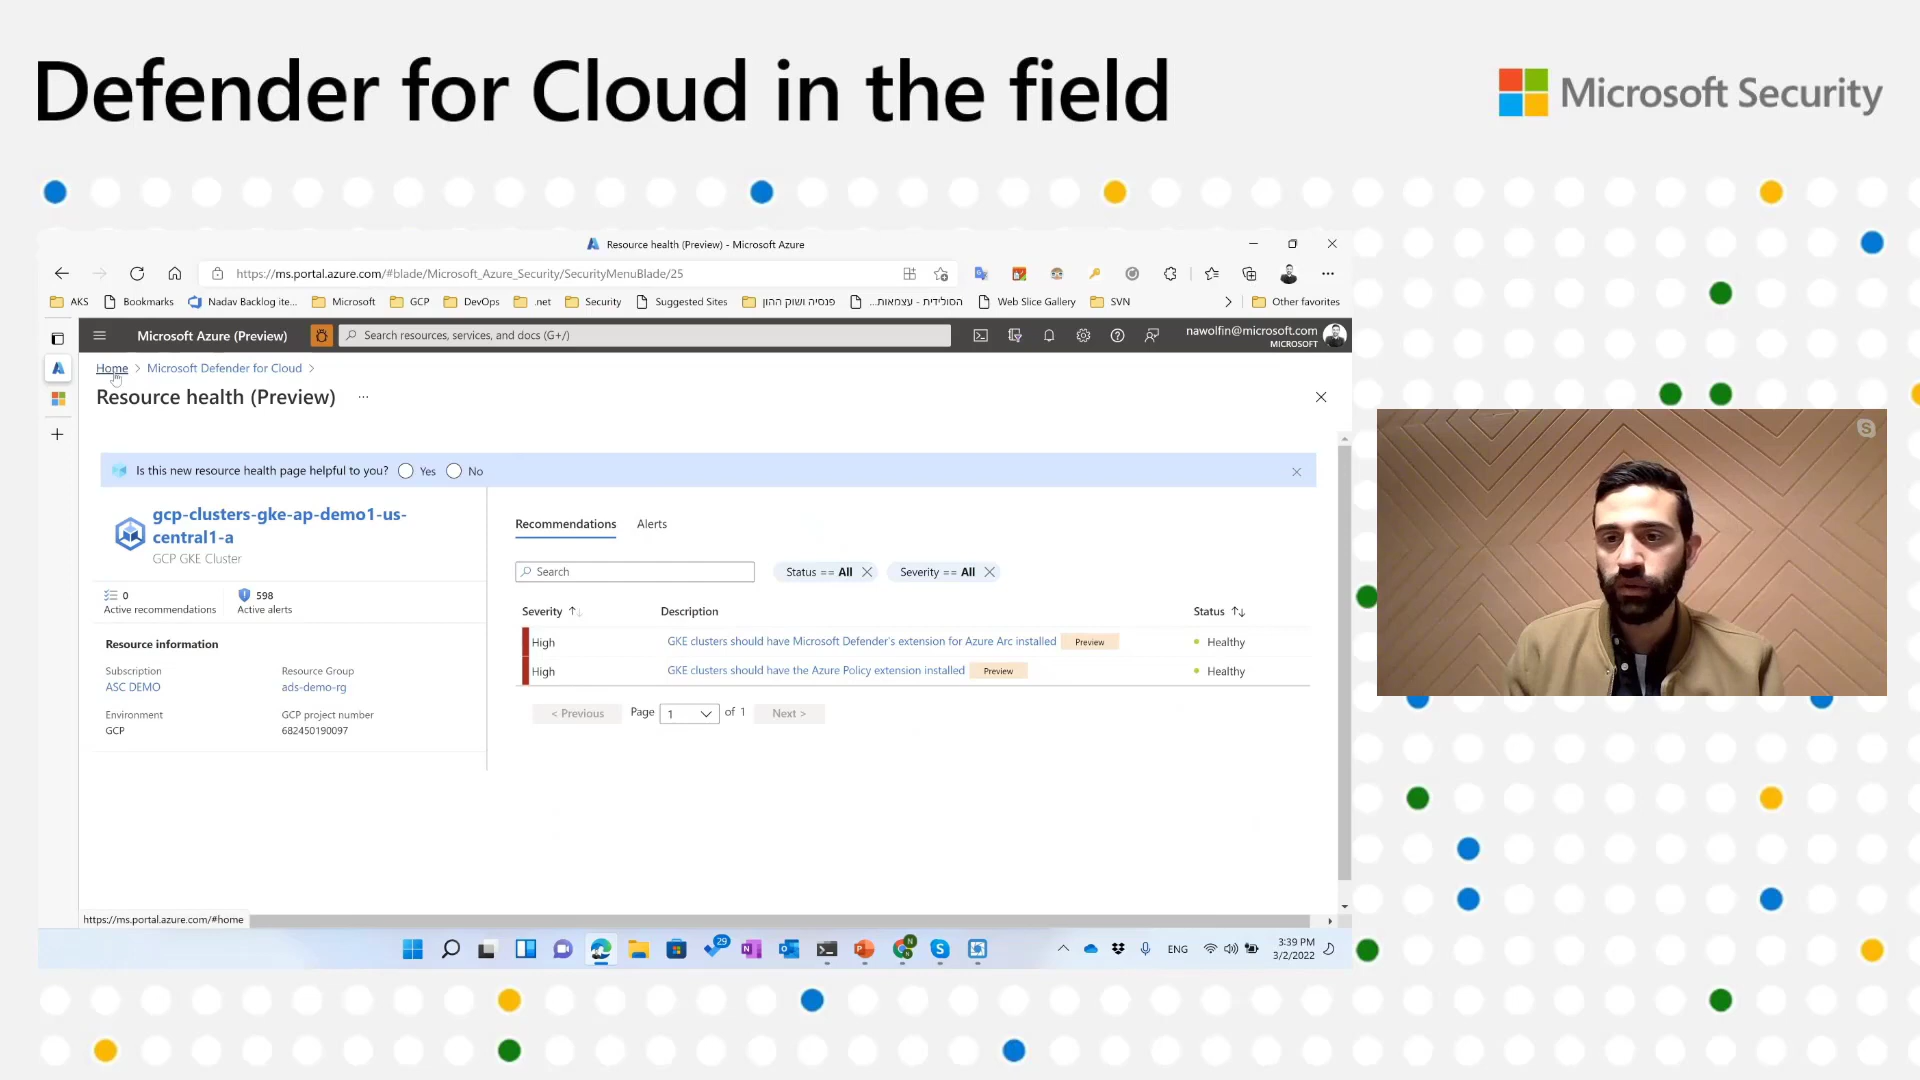 Defender for Cloud in the field
Microsoft Security
Resource health (Preview) - Microsoft Azure
https://ms.portal.azure.com/#blade/Microsoft_Azure_Security/SecurityMenuBlade/25
AKS Bookmarks Nadav Backlog ite... Microsoft GCP DevOps .net Security Suggested Sites פנסיה ושוק ההון הסולידית - עצמאות... Web Slice Gallery SVN Other favorites
Microsoft Azure (Preview) Search resources, services, and docs (G+/) nawolfin@microsoft.com
MICROSOFT
Home > Microsoft Defender for Cloud >
Resource health (Preview) ...
Is this new resource health page helpful to you? Yes No
gcp-clusters-gke-ap-demo1-us-
central1-a
GCP GKE Cluster
0
Active recommendations
598
Active alerts
Resource information
Subscription
ASC DEMO
Resource Group
ads-demo-rg
Environment
GCP
GCP project number
682450190097
Recommendations Alerts
Search Status == All Severity == All
Severity Description Status
High GKE clusters should have Microsoft Defender's extension for Azure Arc installed Preview Healthy
High GKE clusters should have the Azure Policy extension installed Preview Healthy
< Previous Page 1 of 1 Next >
https://ms.portal.azure.com/#home
29
N
ENG
3:39 PM
3/2/2022